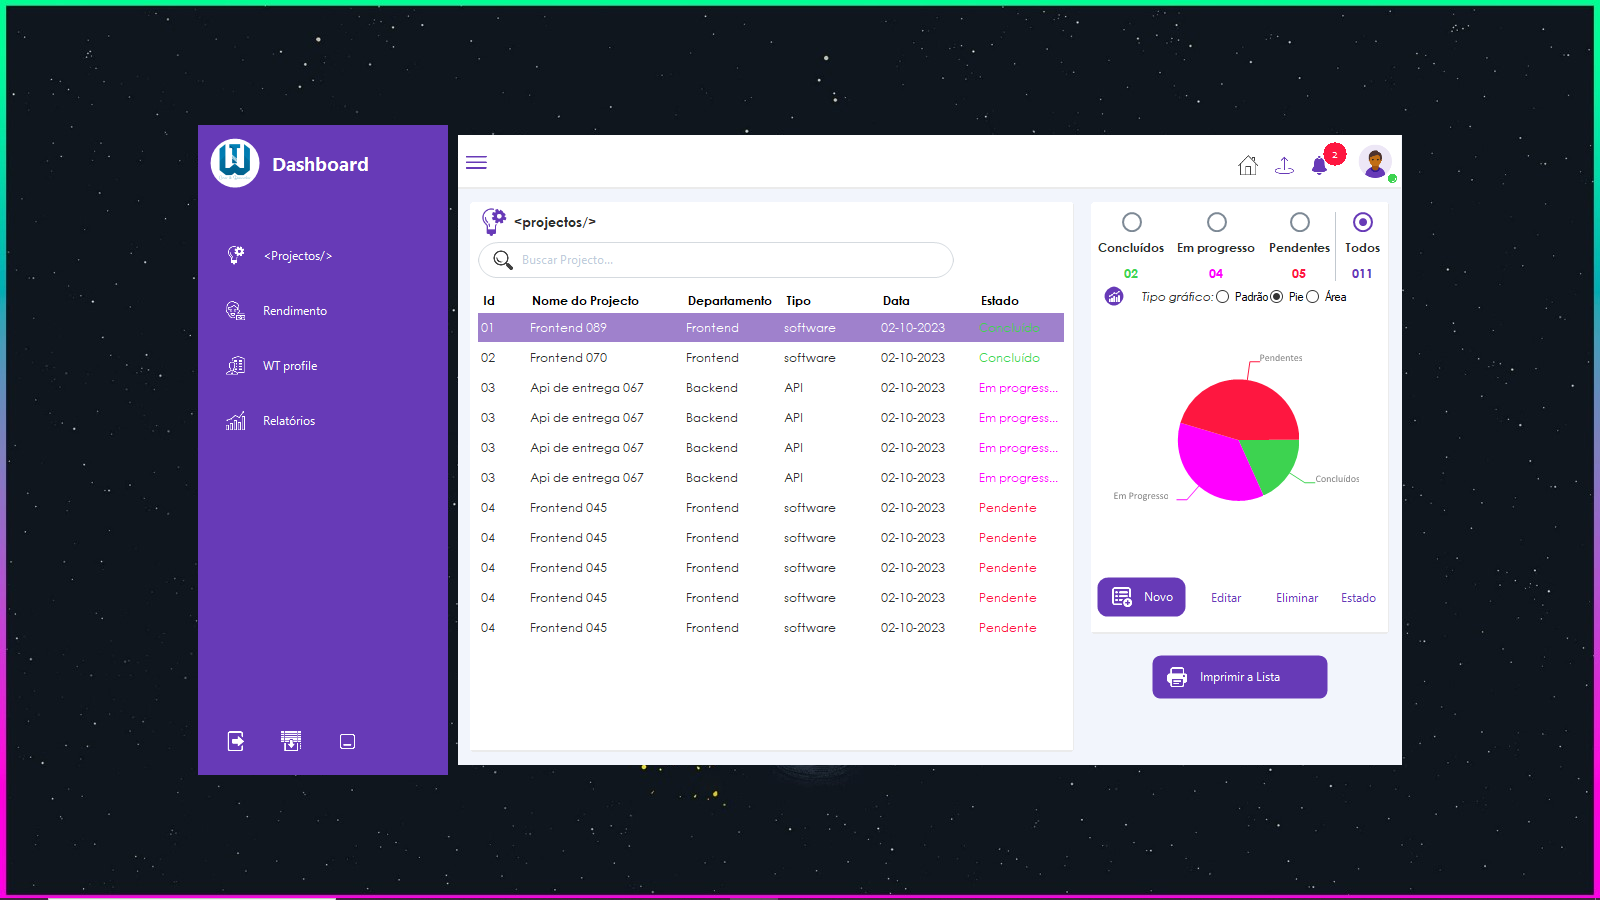 Dashboard
<Projectos/>
Rendimento
WT profile
Relatórios
2
<projectos/>
Buscar Projecto...
Id Nome do Projecto Departamento Tipo Data Estado
01 Frontend 089 Frontend software 02-10-2023 Concluído
02 Frontend 070 Frontend software 02-10-2023 Concluído
03 Api de entrega 067 Backend API 02-10-2023 Em progress...
03 Api de entrega 067 Backend API 02-10-2023 Em progress...
03 Api de entrega 067 Backend API 02-10-2023 Em progress...
03 Api de entrega 067 Backend API 02-10-2023 Em progress...
04 Frontend 045 Frontend software 02-10-2023 Pendente
04 Frontend 045 Frontend software 02-10-2023 Pendente
04 Frontend 045 Frontend software 02-10-2023 Pendente
04 Frontend 045 Frontend software 02-10-2023 Pendente
04 Frontend 045 Frontend software 02-10-2023 Pendente
Concluídos Em progresso Pendentes Todos
02 04 05 011
Tipo gráfico: Padrão Pie Área
Pendentes
Concluídos
Em Progresso
Novo Editar Eliminar Estado
Imprimir a Lista